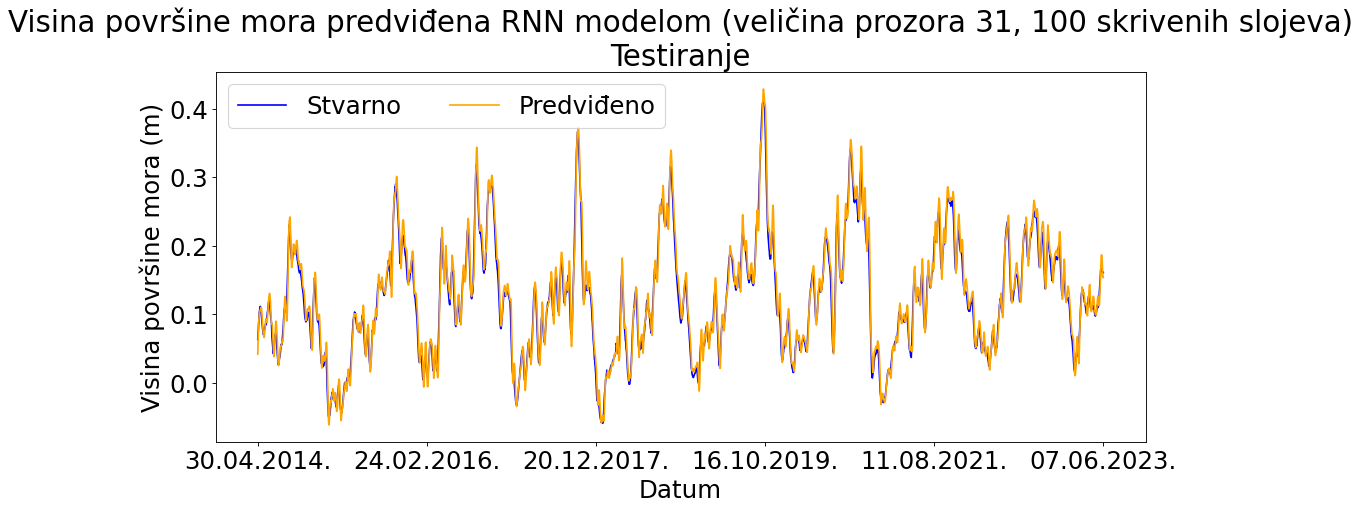 Visina površine mora predviđena RNN modelom (veličina prozora 31, 100 skrivenih slojeva)
Testiranje
Stvarno
Predviđeno
Visina površine mora (m)
0.4
0.3
0.2
0.1
0.0
30.04.2014.
24.02.2016.
20.12.2017.
16.10.2019.
11.08.2021.
07.06.2023.
Datum